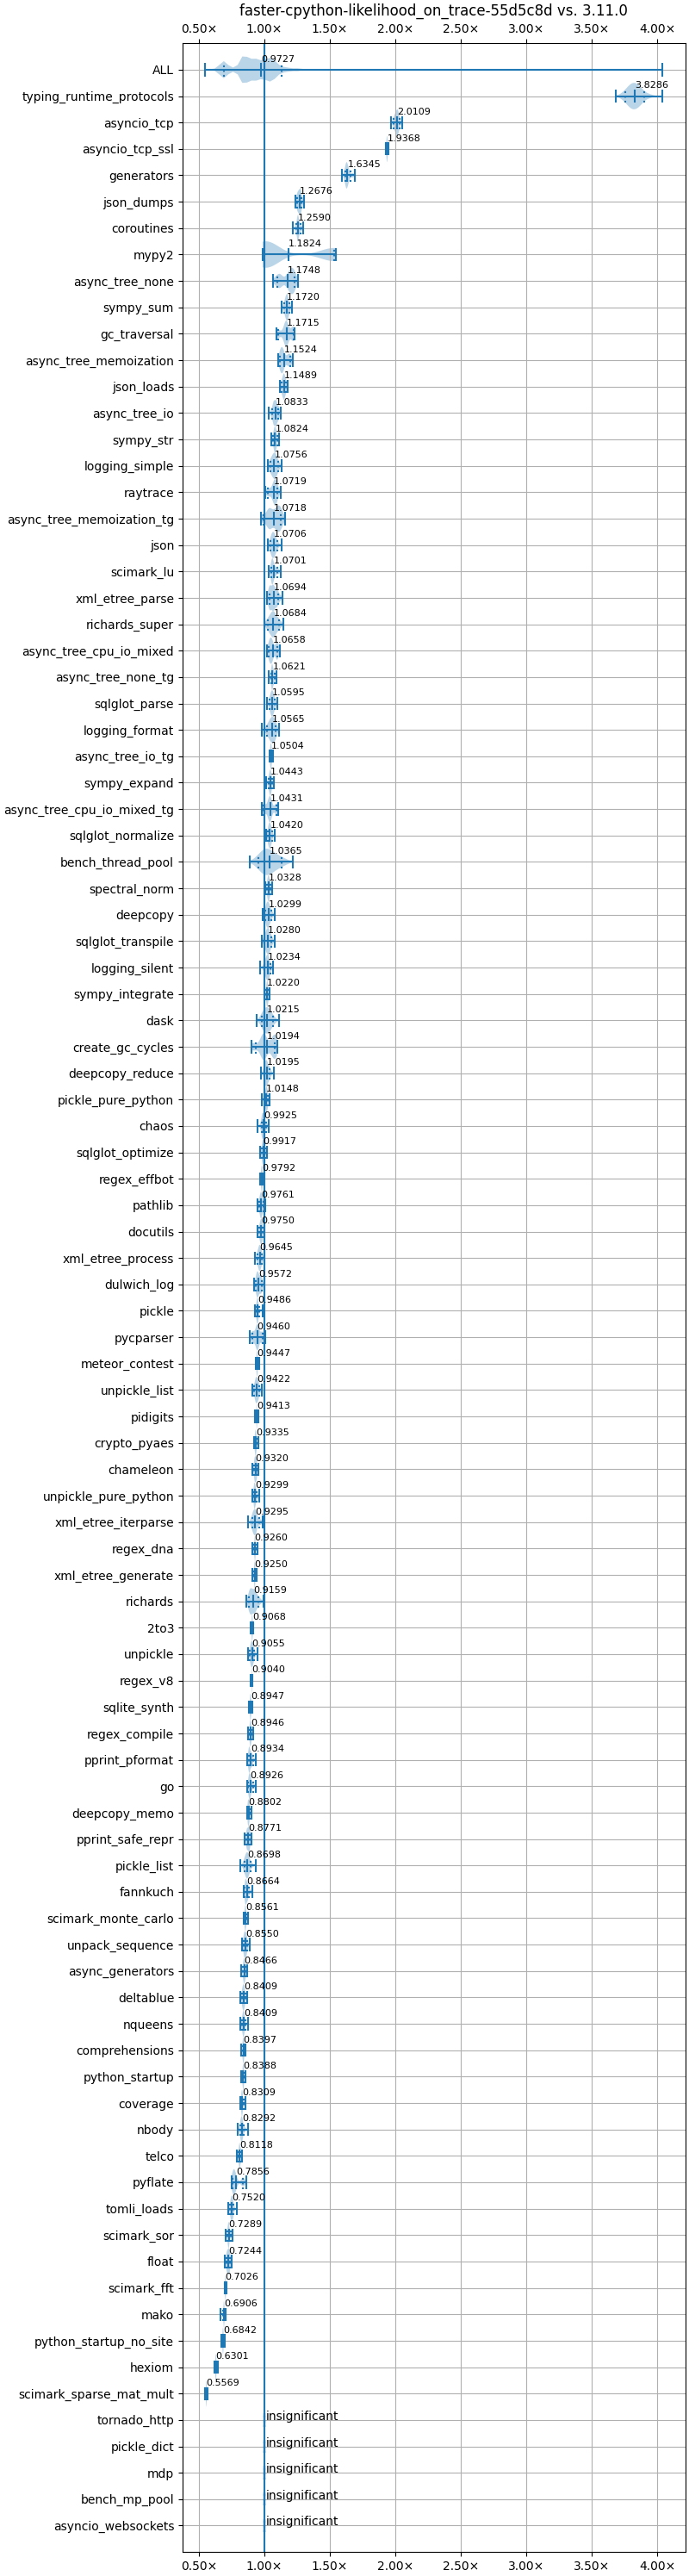 faster-cpython-likelihood_on_trace-55d5c8d vs. 3.11.0
0.50× 1.00× 1.50× 2.00× 2.50× 3.00× 3.50× 4.00×
ALL 0.9727
typing_runtime_protocols 3.8286
asyncio_tcp 2.0109
asyncio_tcp_ssl 1.9368
generators 1.6345
json_dumps 1.2676
coroutines 1.2590
mypy2 1.1824
async_tree_none 1.1748
sympy_sum 1.1720
gc_traversal 1.1715
async_tree_memoization 1.1524
json_loads 1.1489
async_tree_io 1.0833
sympy_str 1.0824
logging_simple 1.0756
raytrace 1.0719
async_tree_memoization_tg 1.0718
json 1.0706
scimark_lu 1.0701
xml_etree_parse 1.0694
richards_super 1.0684
async_tree_cpu_io_mixed 1.0658
async_tree_none_tg 1.0621
sqlglot_parse 1.0595
logging_format 1.0565
async_tree_io_tg 1.0504
sympy_expand 1.0443
async_tree_cpu_io_mixed_tg 1.0431
sqlglot_normalize 1.0420
bench_thread_pool 1.0365
spectral_norm 1.0328
deepcopy 1.0299
sqlglot_transpile 1.0280
logging_silent 1.0234
sympy_integrate 1.0220
dask 1.0215
create_gc_cycles 1.0194
deepcopy_reduce 1.0195
pickle_pure_python 1.0148
chaos 0.9925
sqlglot_optimize 0.9917
regex_effbot 0.9792
pathlib 0.9761
docutils 0.9750
xml_etree_process 0.9645
dulwich_log 0.9572
pickle 0.9486
pycparser 0.9460
meteor_contest 0.9447
unpickle_list 0.9422
pidigits 0.9413
crypto_pyaes 0.9335
chameleon 0.9320
unpickle_pure_python 0.9299
xml_etree_iterparse 0.9295
regex_dna 0.9260
xml_etree_generate 0.9250
richards 0.9159
2to3 0.9068
unpickle 0.9055
regex_v8 0.9040
sqlite_synth 0.8947
regex_compile 0.8946
pprint_pformat 0.8934
go 0.8926
deepcopy_memo 0.8802
pprint_safe_repr 0.8771
pickle_list 0.8698
fannkuch 0.8664
scimark_monte_carlo 0.8561
unpack_sequence 0.8550
async_generators 0.8466
deltablue 0.8409
nqueens 0.8409
comprehensions 0.8397
python_startup 0.8388
coverage 0.8309
nbody 0.8292
telco 0.8118
pyflate 0.7856
tomli_loads 0.7520
scimark_sor 0.7289
float 0.7244
scimark_fft 0.7026
mako 0.6906
python_startup_no_site 0.6842
hexiom 0.6301
scimark_sparse_mat_mult 0.5569
tornado_http insignificant
pickle_dict insignificant
mdp insignificant
bench_mp_pool insignificant
asyncio_websockets insignificant
0.50× 1.00× 1.50× 2.00× 2.50× 3.00× 3.50× 4.00×